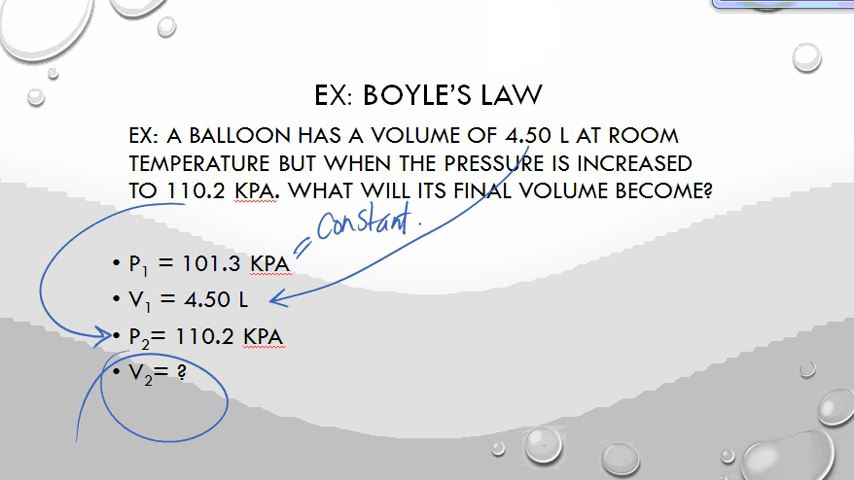 EX: BOYLE'S LAW
EX: A BALLOON HAS A VOLUME OF 4.50 L AT ROOM
TEMPERATURE BUT WHEN THE PRESSURE IS INCREASED
TO 110.2 KPA. WHAT WILL ITS FINAL VOLUME BECOME?
= Constant.
• P₁ = 101.3 KPA
• V₁ = 4.50 L
• P₂= 110.2 KPA
• V₂= ?